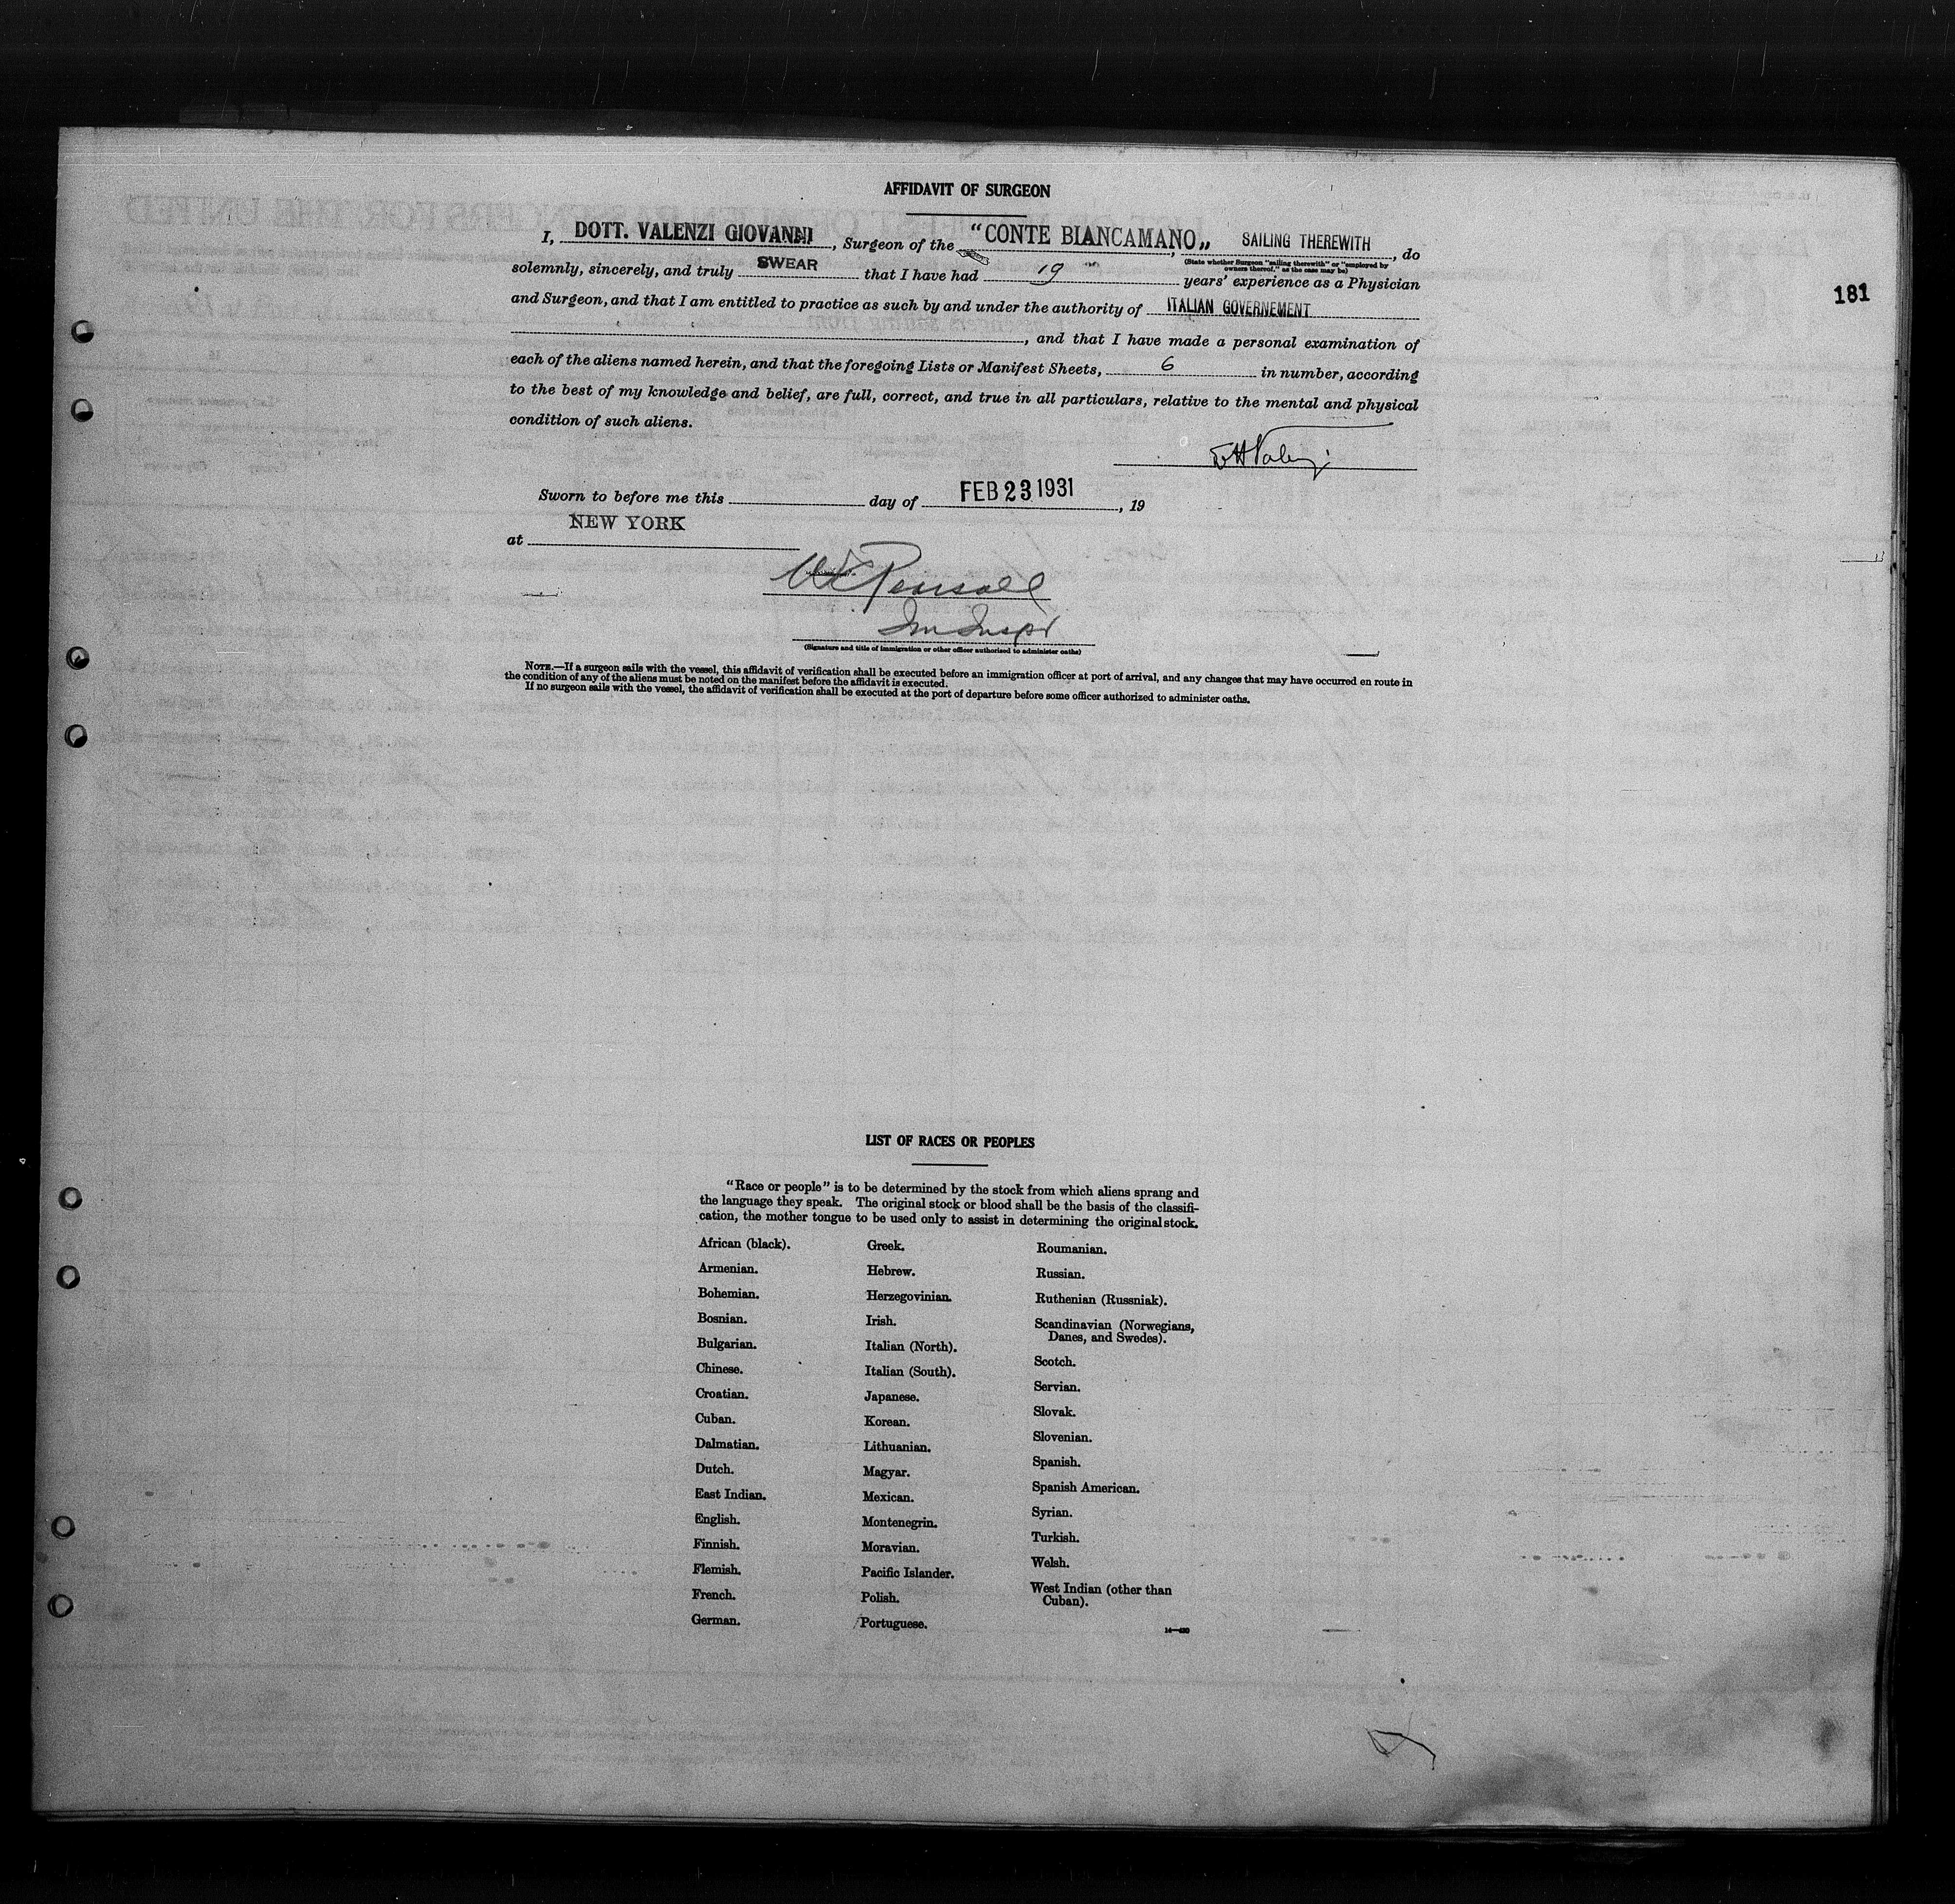 AFFIDAVIT OF SURGEON
I, DOTT. VALENZI GIOVANNI, Surgeon of the "CONTE BIANCAMANO„, SAILING THEREWITH, do
(State whether Surgeon "sailing therewith" or "employed by
owners thereof," as the case may be)
solemnly, sincerely, and truly SWEAR that I have had 19 years' experience as a Physician
and Surgeon, and that I am entitled to practice as such by and under the authority of ITALIAN GOVERNEMENT
, and that I have made a personal examination of
each of the aliens named herein, and that the foregoing Lists or Manifest Sheets, 6 in number, according
to the best of my knowledge and belief, are full, correct, and true in all particulars, relative to the mental and physical
condition of such aliens.
181
Valenzi
Sworn to before me this day of FEB 23 1931, 19
at NEW YORK
Pearsall
Im Inspr
(Signature and title of immigration or other officer authorized to administer oaths)
NOTE.—If a surgeon sails with the vessel, this affidavit of verification shall be executed before an immigration officer at port of arrival, and any changes that may have occurred en route in
the condition of any of the aliens must be noted on the manifest before the affidavit is executed.
If no surgeon sails with the vessel, the affidavit of verification shall be executed at the port of departure before some officer authorized to administer oaths.
LIST OF RACES OR PEOPLES
"Race or people" is to be determined by the stock from which aliens sprang and
the language they speak. The original stock or blood shall be the basis of the classifi-
cation, the mother tongue to be used only to assist in determining the original stock.
African (black).
Armenian.
Bohemian.
Bosnian.
Bulgarian.
Chinese.
Croatian.
Cuban.
Dalmatian.
Dutch.
East Indian.
English.
Finnish.
Flemish.
French.
German.
Greek.
Hebrew.
Herzegovinian.
Irish.
Italian (North).
Italian (South).
Japanese.
Korean.
Lithuanian.
Magyar.
Mexican.
Montenegrin.
Moravian.
Pacific Islander.
Polish.
Portuguese.
Roumanian.
Russian.
Ruthenian (Russniak).
Scandinavian (Norwegians,
Danes, and Swedes).
Scotch.
Servian.
Slovak.
Slovenian.
Spanish.
Spanish American.
Syrian.
Turkish.
Welsh.
West Indian (other than
Cuban).